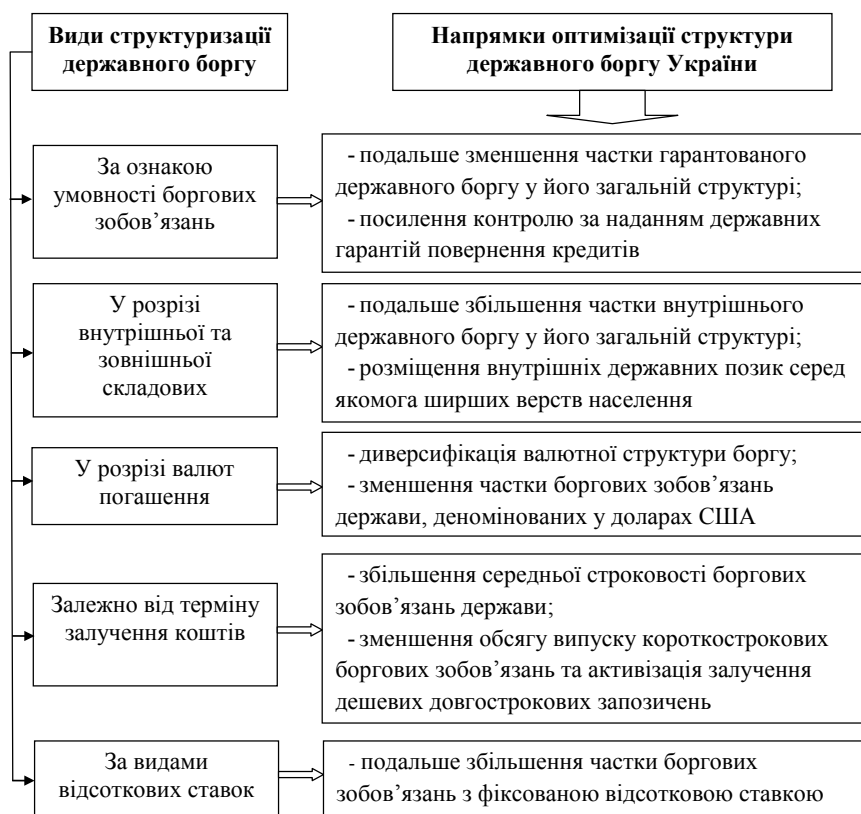 Види структуризації
державного боргу
Напрямки оптимізації структури
державного боргу України
За ознакою
умовності боргових
зобов’язань
- подальше зменшення частки гарантованого
державного боргу у його загальній структурі;
- посилення контролю за наданням державних
гарантій повернення кредитів
У розрізі
внутрішньої та
зовнішньої
складових
- подальше збільшення частки внутрішнього
державного боргу у його загальній структурі;
- розміщення внутрішніх державних позик серед
якомога ширших верств населення
У розрізі валют
погашення
- диверсифікація валютної структури боргу;
- зменшення частки боргових зобов’язань
держави, деномінованих у доларах США
Залежно від терміну
залучення коштів
- збільшення середньої строковості боргових
зобов’язань держави;
- зменшення обсягу випуску короткострокових
боргових зобов’язань та активізація залучення
дешевих довгострокових запозичень
За видами
відсоткових ставок
- подальше збільшення частки боргових
зобов’язань з фіксованою відсотковою ставкою